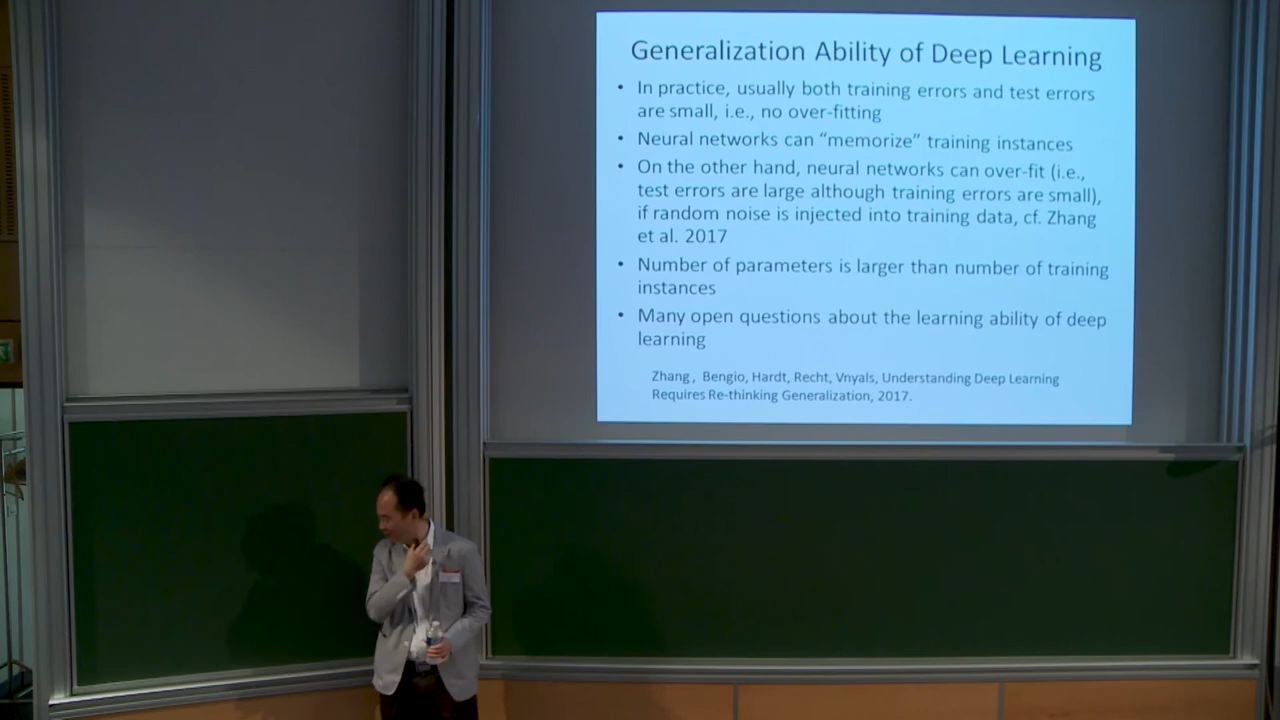 Generalization Ability of Deep Learning
• In practice, usually both training errors and test errors
are small, i.e., no over-fitting
• Neural networks can “memorize” training instances
• On the other hand, neural networks can over-fit (i.e.,
test errors are large although training errors are small),
if random noise is injected into training data, cf. Zhang
et al. 2017
• Number of parameters is larger than number of training
instances
• Many open questions about the learning ability of deep
learning
Zhang, Bengio, Hardt, Recht, Vnyals, Understanding Deep Learning
Requires Re-thinking Generalization, 2017.